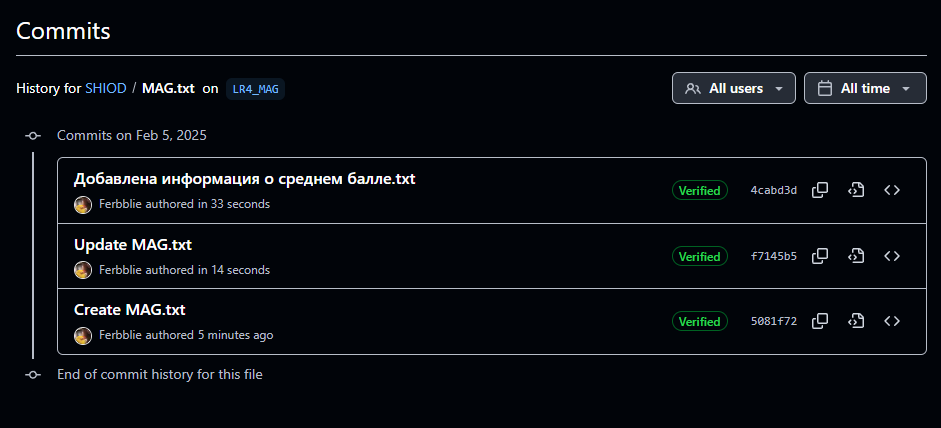 Commits
History for SHIOD / MAG.txt on LR4_MAG
All users
All time
Commits on Feb 5, 2025
Добавлена информация о среднем балле.txt
Ferbblie authored in 33 seconds
Verified
4cabd3d
Update MAG.txt
Ferbblie authored in 14 seconds
Verified
f7145b5
Create MAG.txt
Ferbblie authored 5 minutes ago
Verified
5081f72
End of commit history for this file